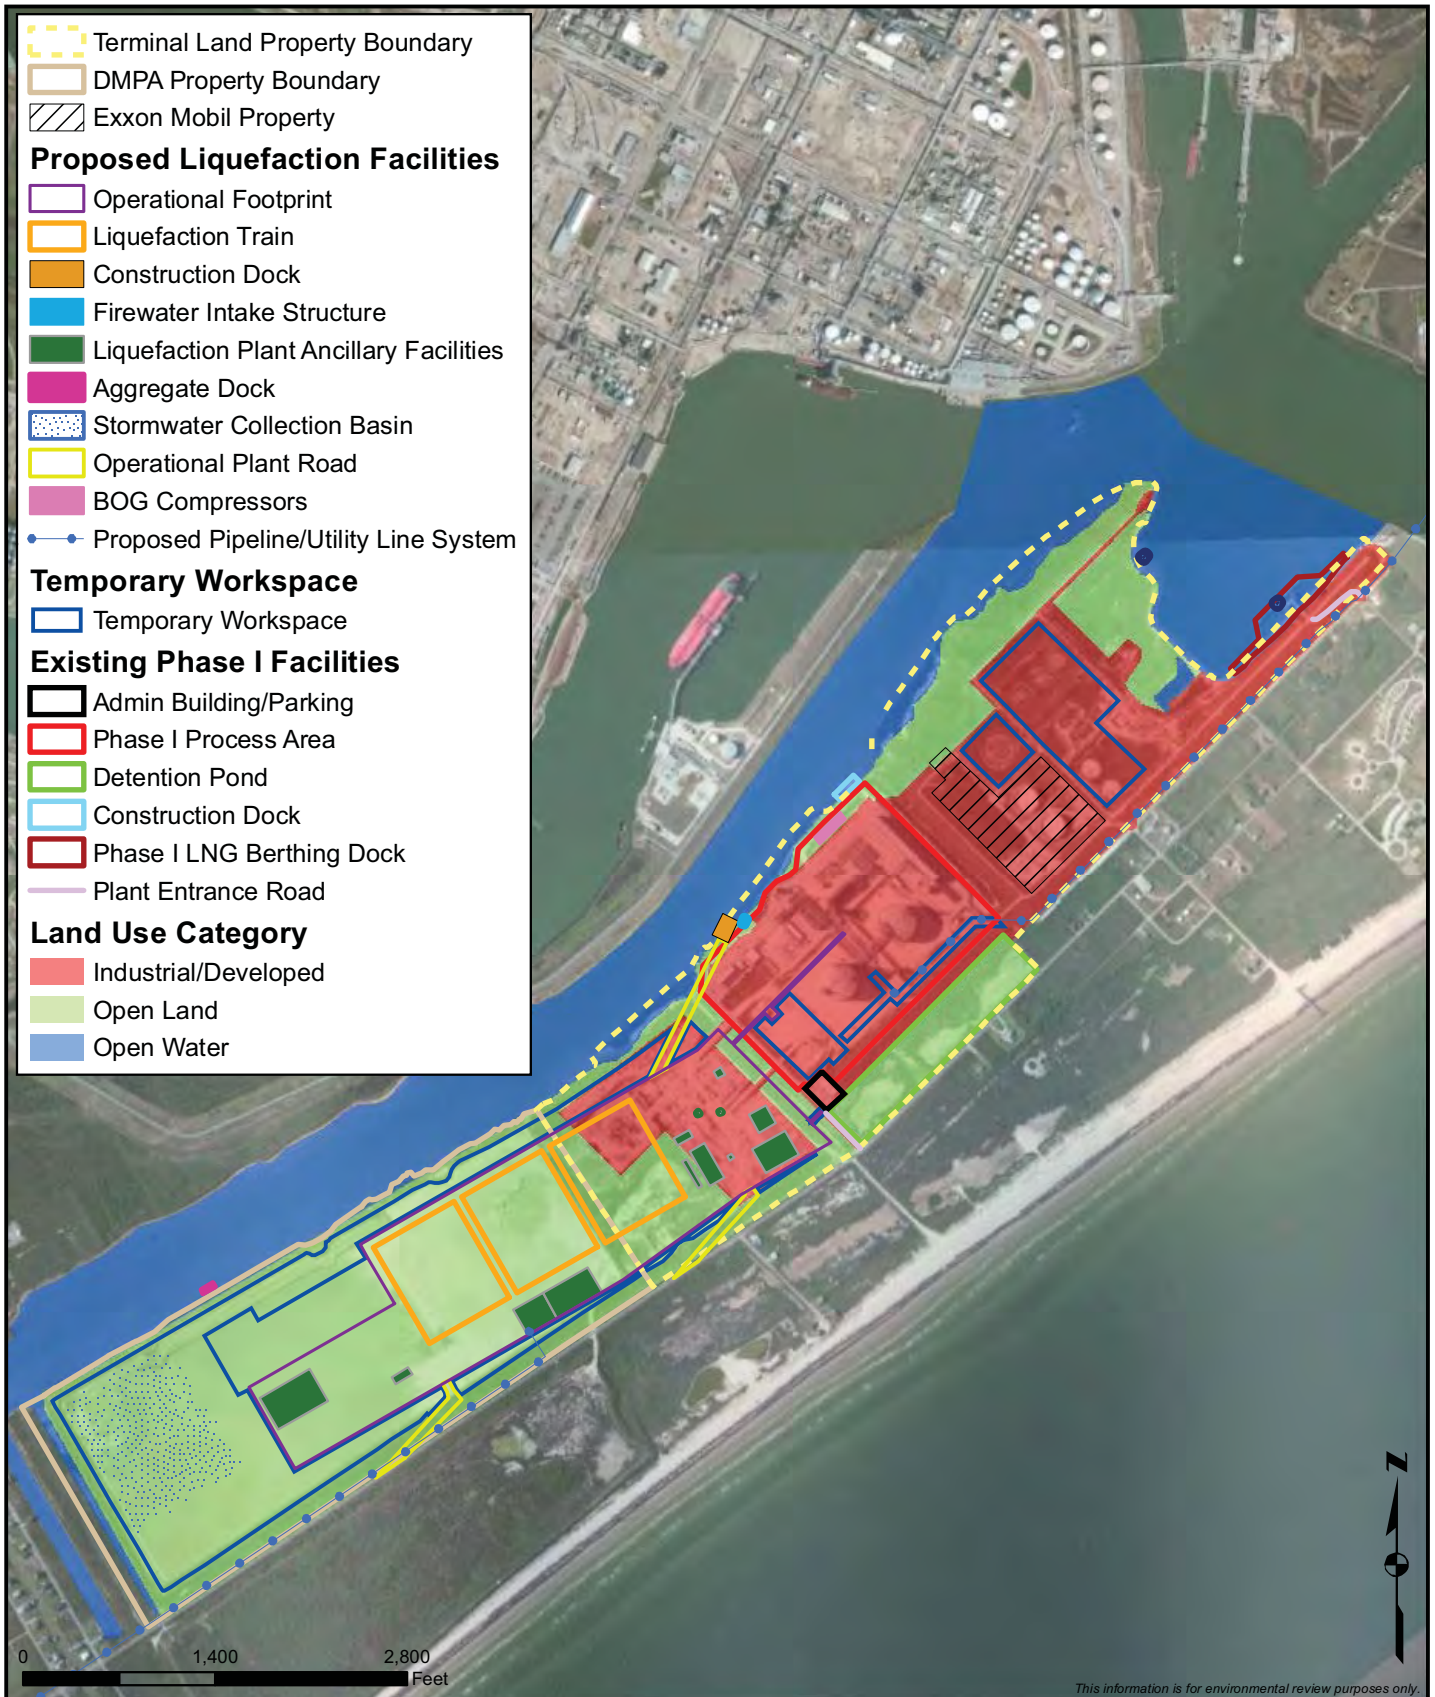 Terminal Land Property Boundary
DMPA Property Boundary
Exxon Mobil Property
Proposed Liquefaction Facilities
Operational Footprint
Liquefaction Train
Construction Dock
Firewater Intake Structure
Liquefaction Plant Ancillary Facilities
Aggregate Dock
Stormwater Collection Basin
Operational Plant Road
BOG Compressors
Proposed Pipeline/Utility Line System
Temporary Workspace
Temporary Workspace
Existing Phase I Facilities
Admin Building/Parking
Phase I Process Area
Detention Pond
Construction Dock
Phase I LNG Berthing Dock
Plant Entrance Road
Land Use Category
Industrial/Developed
Open Land
Open Water
N
0 1,400 2,800
Feet
This information is for environmental review purposes only.